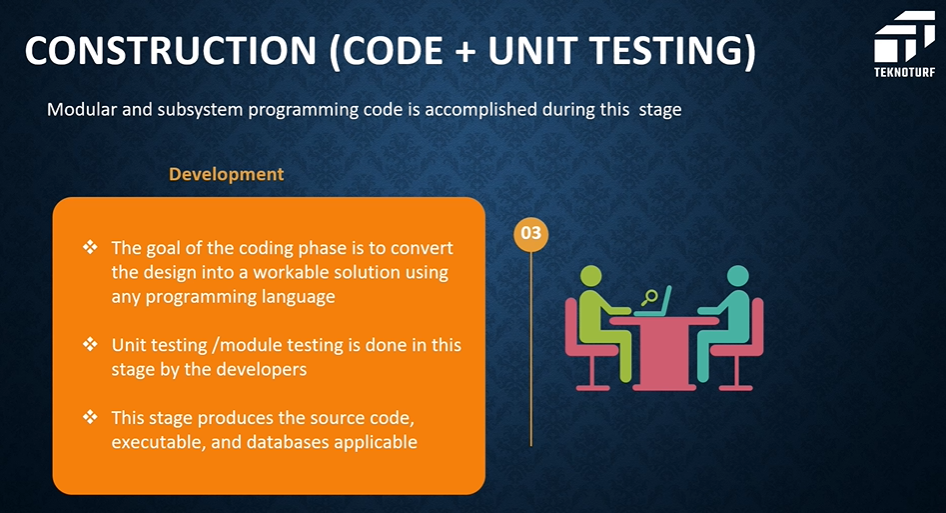 CONSTRUCTION (CODE + UNIT TESTING)
TEKNOTURF
Modular and subsystem programming code is accomplished during this stage
Development
❖ The goal of the coding phase is to convert
the design into a workable solution using
any programming language
❖ Unit testing /module testing is done in this
stage by the developers
❖ This stage produces the source code,
executable, and databases applicable
03